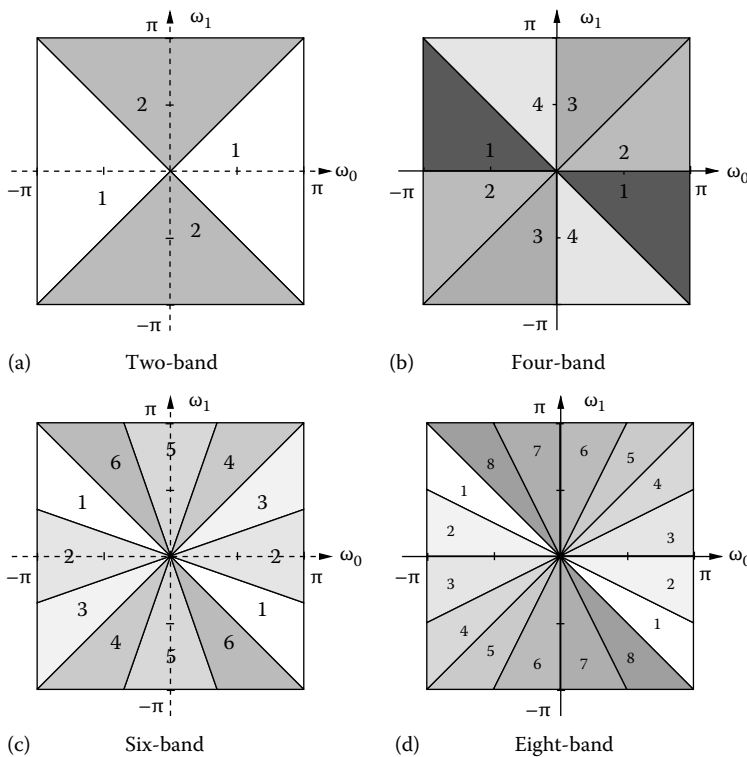 π ω₁
2
1
−π π ω₀
1
2
−π
(a) Two-band
π ω₁
4 3
1 2
−π π ω₀
2 1
3 4
−π
(b) Four-band
π ω₁
6 5 4
1 3
−π 2 2 π ω₀
3 1
4 5 6
−π
(c) Six-band
π ω₁
8 7 6 5
1 4
2 3
−π π ω₀
3 2
4 1
5 6 7 8
−π
(d) Eight-band